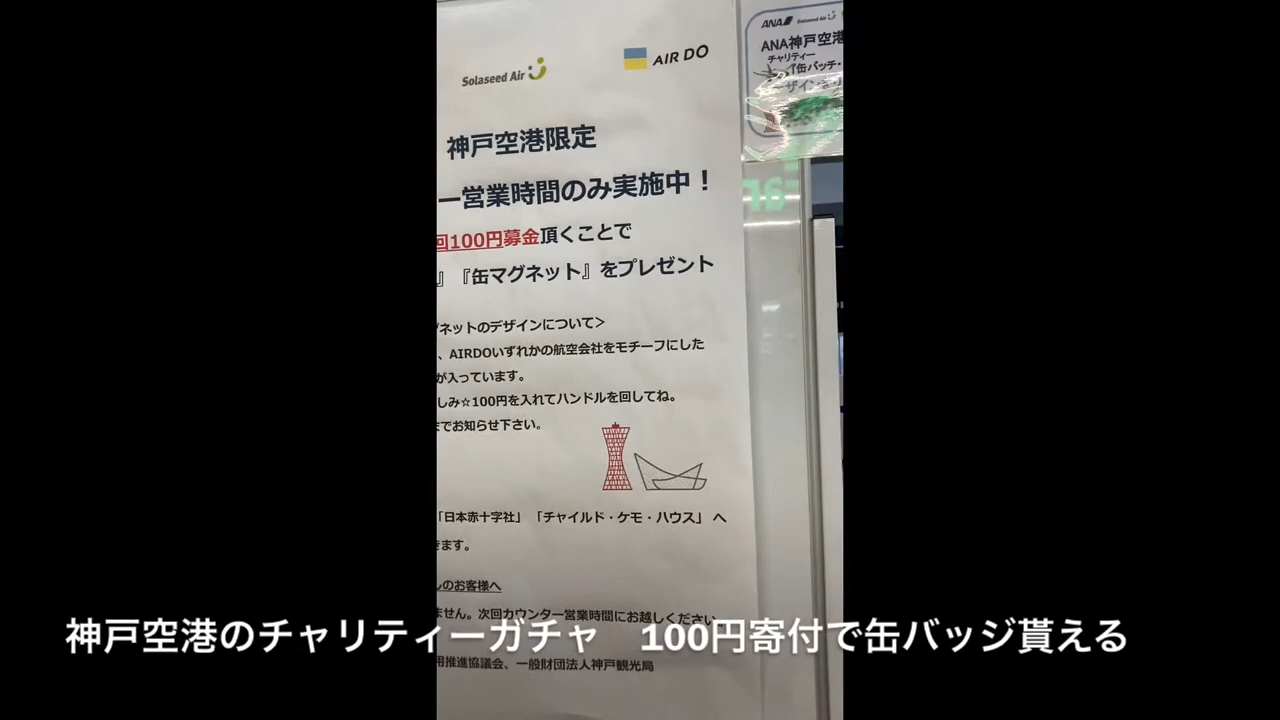 Solaseed Air
AIR DO
神戸空港限定
ー営業時間のみ実施中！
回100円募金頂くことで
』『缶マグネット』をプレゼント
グネットのデザインについて＞
、AIRDOいずれかの航空会社をモチーフにした
が入っています。
しみ☆100円を入れてハンドルを回してね。
までお知らせ下さい。
「日本赤十字社」「チャイルド・ケモ・ハウス」 へ
きます。
しのお客様へ
ません。次回カウンター営業時間にお越しください。
用推進協議会、一般財団法人神戸観光局
ANA Solaseed Air
ANA神戸空港
チャリティー
『缶バッチ・
デザイン
神戸空港のチャリティーガチャ　100円寄付で缶バッジ貰える